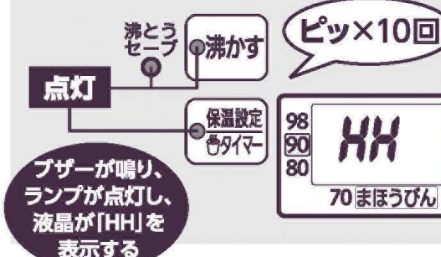 沸とう
セーブ
沸かす
ピッ×10回
点灯
保温設定
タイマー
98
90
80
HH
70 まほうびん
ブザーが鳴り、
ランプが点灯し、
液晶が「HH」を
表示する